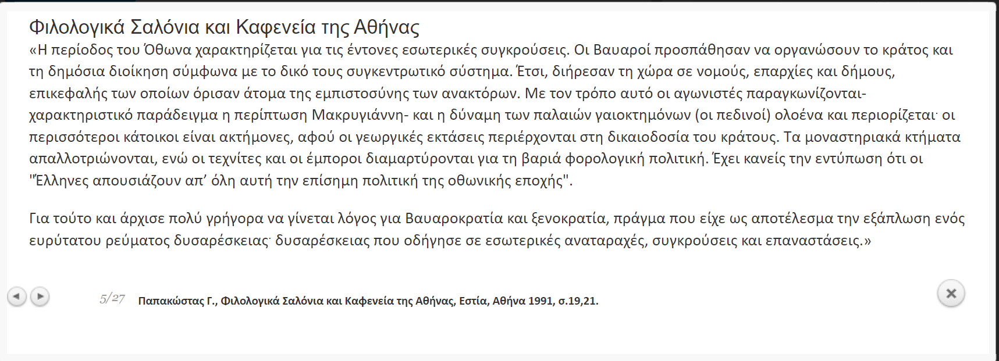 Φιλολογικά Σαλόνια και Καφενεία της Αθήνας
«Η περίοδος του Όθωνα χαρακτηρίζεται για τις έντονες εσωτερικές συγκρούσεις. Οι Βαυαροί προσπάθησαν να οργανώσουν το κράτος και
τη δημόσια διοίκηση σύμφωνα με το δικό τους συγκεντρωτικό σύστημα. Έτσι, διήρεσαν τη χώρα σε νομούς, επαρχίες και δήμους,
επικεφαλής των οποίων όρισαν άτομα της εμπιστοσύνης των ανακτόρων. Με τον τρόπο αυτό οι αγωνιστές παραγκωνίζονται-
χαρακτηριστικό παράδειγμα η περίπτωση Μακρυγιάννη- και η δύναμη των παλαιών γαιοκτημόνων (οι πεδινοί) ολοένα και περιορίζεται· οι
περισσότεροι κάτοικοι είναι ακτήμονες, αφού οι γεωργικές εκτάσεις περιέρχονται στη δικαιοδοσία του κράτους. Τα μοναστηριακά κτήματα
απαλλοτριώνονται, ενώ οι τεχνίτες και οι έμποροι διαμαρτύρονται για τη βαριά φορολογική πολιτική. Έχει κανείς την εντύπωση ότι οι
"Έλληνες απουσιάζουν απ’ όλη αυτή την επίσημη πολιτική της οθωνικής εποχής".
Για τούτο και άρχισε πολύ γρήγορα να γίνεται λόγος για Βαυαροκρατία και ξενοκρατία, πράγμα που είχε ως αποτέλεσμα την εξάπλωση ενός
ευρύτατου ρεύματος δυσαρέσκειας· δυσαρέσκειας που οδήγησε σε εσωτερικές αναταραχές, συγκρούσεις και επαναστάσεις.»
5/27 Παπακώστας Γ., Φιλολογικά Σαλόνια και Καφενεία της Αθήνας, Εστία, Αθήνα 1991, σ.19,21.